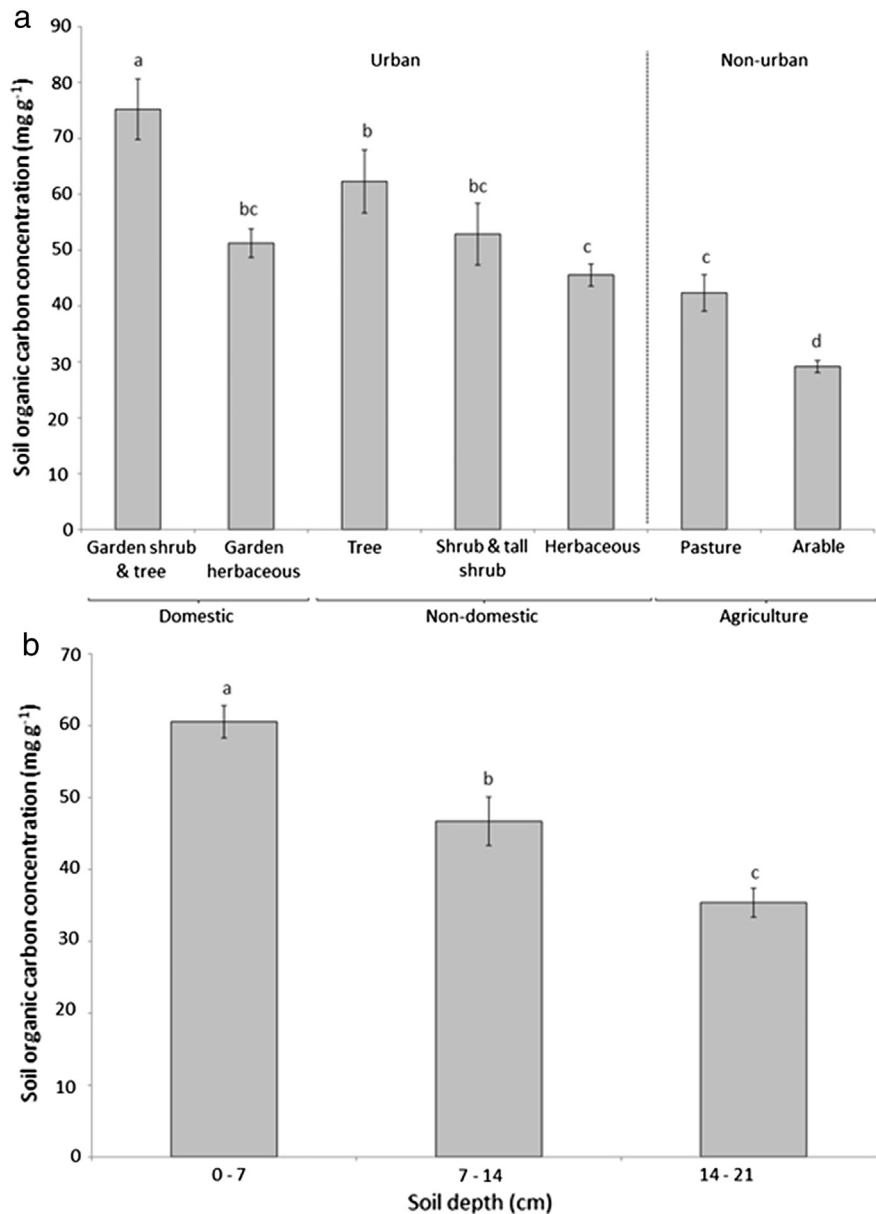 a
Soil organic carbon concentration (mg g-1)
90
80
70
60
50
40
30
20
10
0
Urban
Non-urban
a
bc
b
bc
c
c
d
Garden shrub
& tree
Garden
herbaceous
Tree
Shrub & tall
shrub
Herbaceous
Pasture
Arable
Domestic
Non-domestic
Agriculture
b
Soil organic carbon concentration (mg g-1)
70
60
50
40
30
20
10
0
a
b
c
0 - 7
7 - 14
14 - 21
Soil depth (cm)